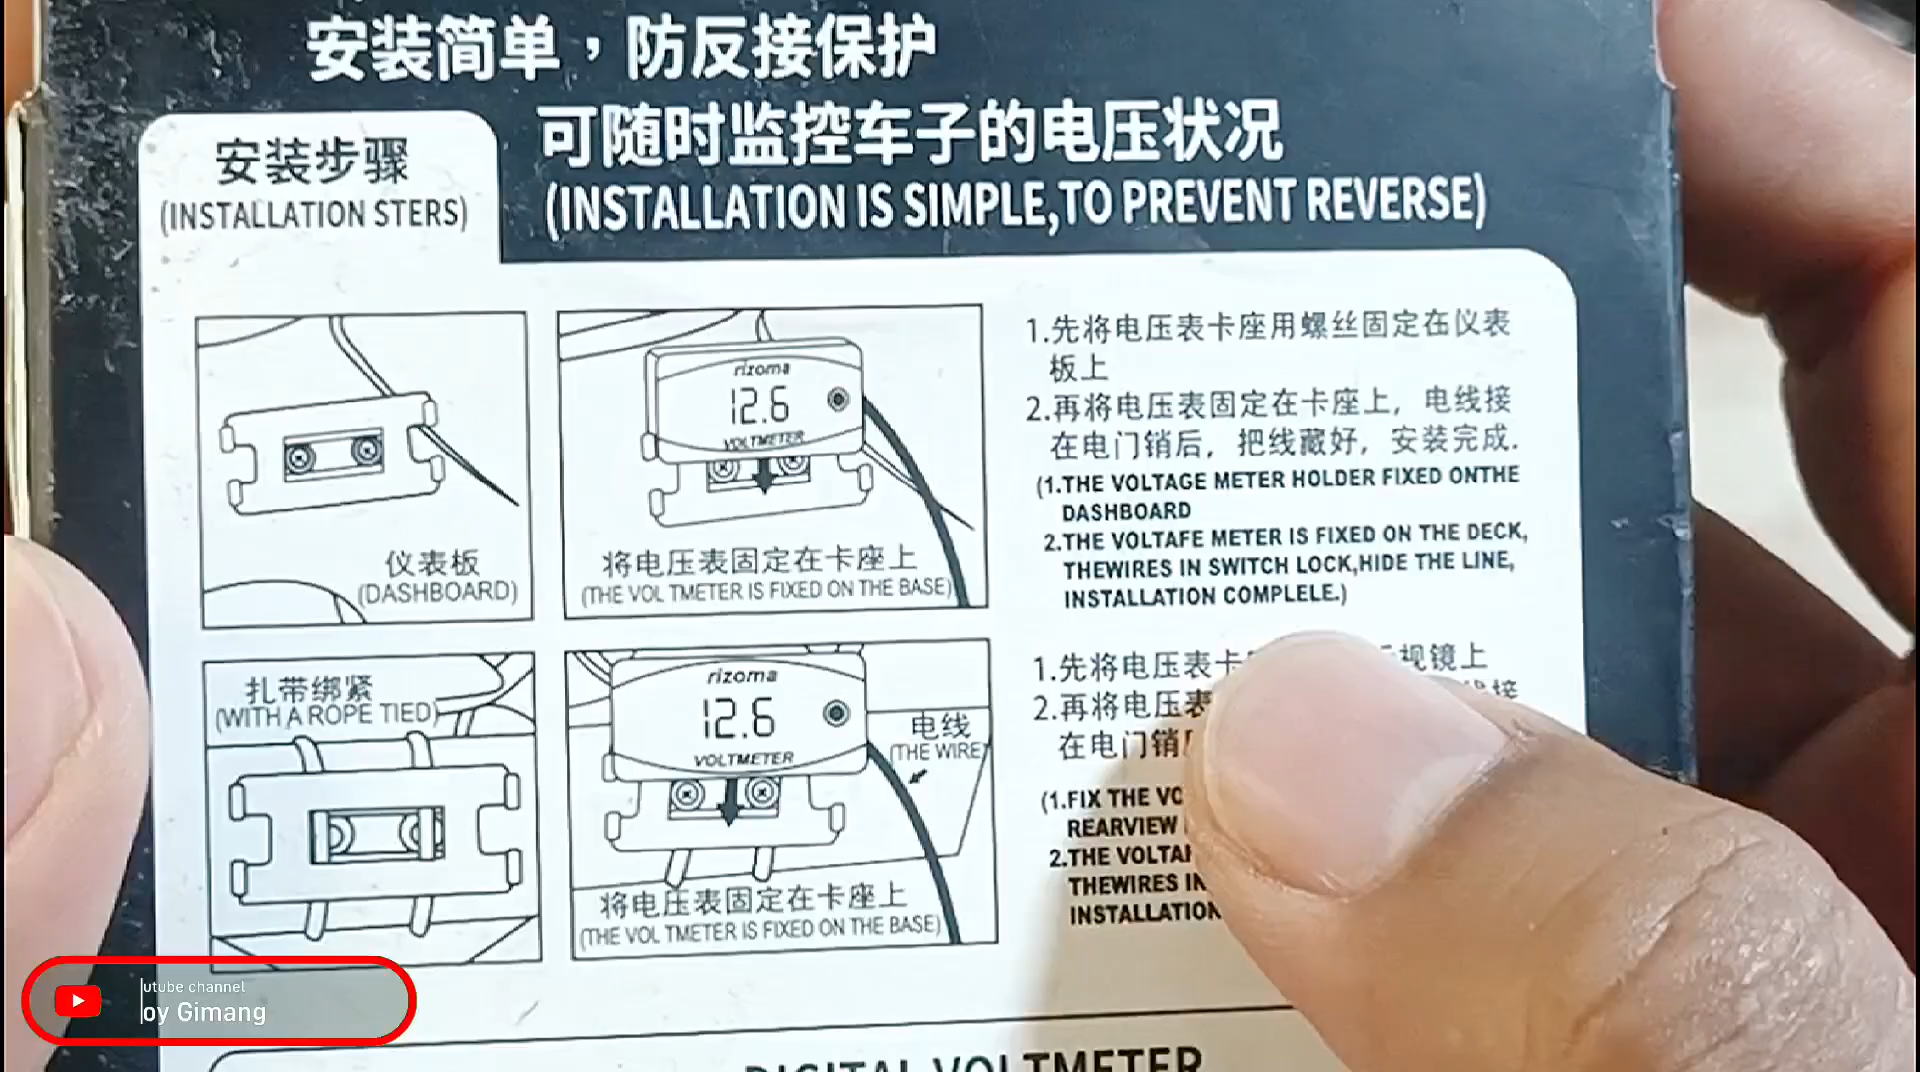 安装简单，防反接保护
可随时监控车子的电压状况
(INSTALLATION IS SIMPLE,TO PREVENT REVERSE)
安装步骤
(INSTALLATION STERS)
rizoma
12.6
VOLTMETER
仪表板
(DASHBOARD)
将电压表固定在卡座上
(THE VOL TMETER IS FIXED ON THE BASE)
1.先将电压表卡座用螺丝固定在仪表
板上
2.再将电压表固定在卡座上，电线接
在电门销后，把线藏好，安装完成.
(1.THE VOLTAGE METER HOLDER FIXED ONTHE
DASHBOARD
2.THE VOLTAFE METER IS FIXED ON THE DECK,
THEWIRES IN SWITCH LOCK,HIDE THE LINE,
INSTALLATION COMPLELE.)
扎带绑紧
(WITH A ROPE TIED)
rizoma
12.6
VOLTMETER
电线
(THE WIRE)
将电压表固定在卡座上
(THE VOL TMETER IS FIXED ON THE BASE)
1.先将电压表卡 视镜上
2.再将电压表 接
在电门销
(1.FIX THE
REARVIEW
2.THE
THEWIRES IN
INSTALLATION
DIGITAL VOLTMETER
utube channel
oy Gimang